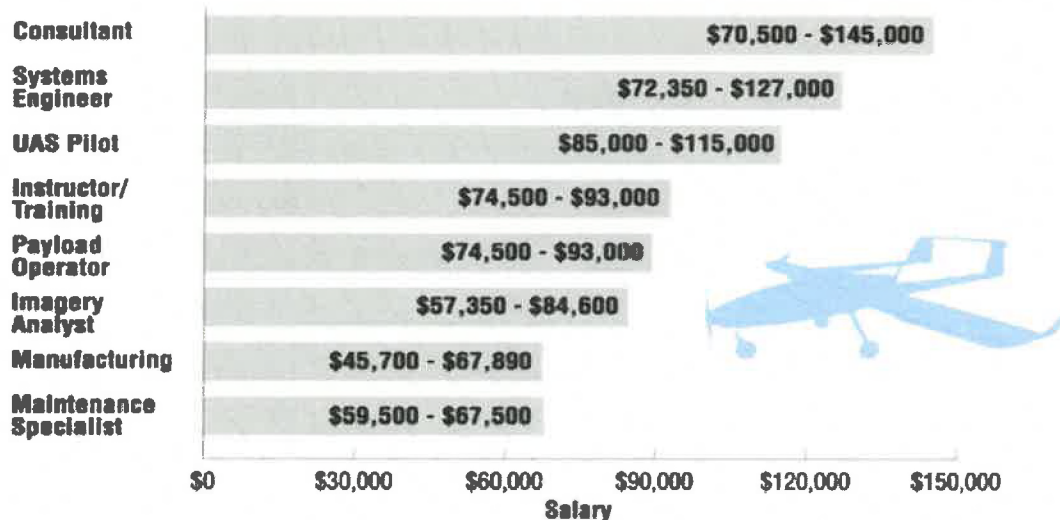 Consultant
$70,500 - $145,000
Systems
Engineer
$72,350 - $127,000
UAS Pilot
$85,000 - $115,000
Instructor/
Training
$74,500 - $93,000
Payload
Operator
$74,500 - $93,000
Imagery
Analyst
$57,350 - $84,600
Manufacturing
$45,700 - $67,890
Maintenance
Specialist
$59,500 - $67,500
$0 $30,000 $60,000 $90,000 $120,000 $150,000
Salary